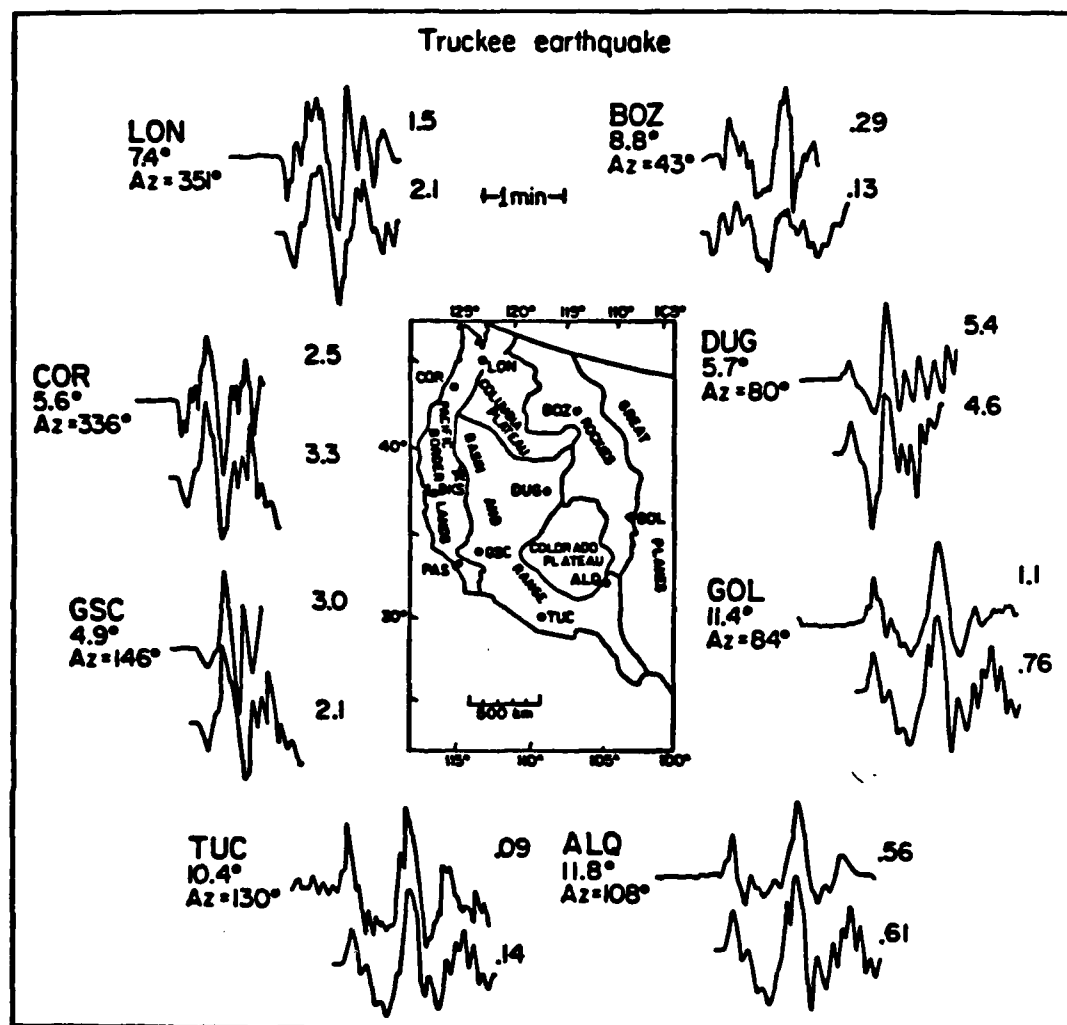 Truckee earthquake
LON
7.4°
Az=351°
1.5
2.1
1min
BOZ
8.8°
Az=43°
.29
.13
COR
5.6°
Az=336°
2.5
3.3
DUG
5.7°
Az=80°
5.4
4.6
GSC
4.9°
Az=146°
3.0
2.1
GOL
11.4°
Az=84°
1.1
.76
TUC
10.4°
Az=130°
.09
.14
ALQ
11.8°
Az=108°
.56
.61
120°
110°
LON
COR
COLUMBIA
PLATEAU
BOZ
ROCKIES
GREAT
PLAINS
40°
PACIFIC
BORDER
LANDS
BASIN
AND
RANGE
DUG
GOL
GSC
COLORADO
PLATEAU
PAS
ALQ
30°
TUC
500 km
115°
110°
105°
100°